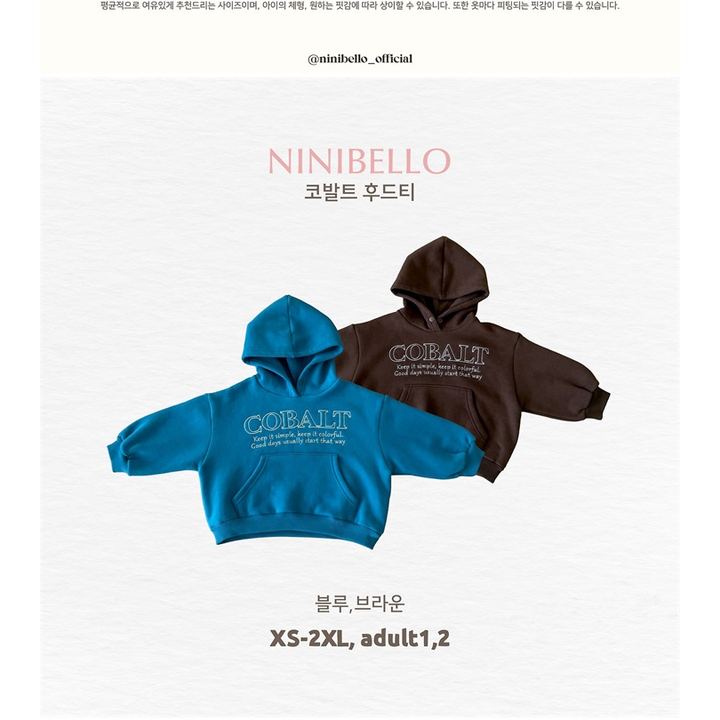 평균적으로 여유있게 추천드리는 사이즈이며, 아이의 체형, 원하는 핏감에 따라 상이할 수 있습니다. 또한 옷마다 피팅되는 핏감이 다를 수 있습니다.
@ninibello_official
NINIBELLO
코발트 후드티
COBALT
Keep it simple, keep it colorful.
Good days usually start that way
COBALT
Keep it simple, keep it colorful.
Good days usually start that way
블루,브라운
XS-2XL, adult1,2